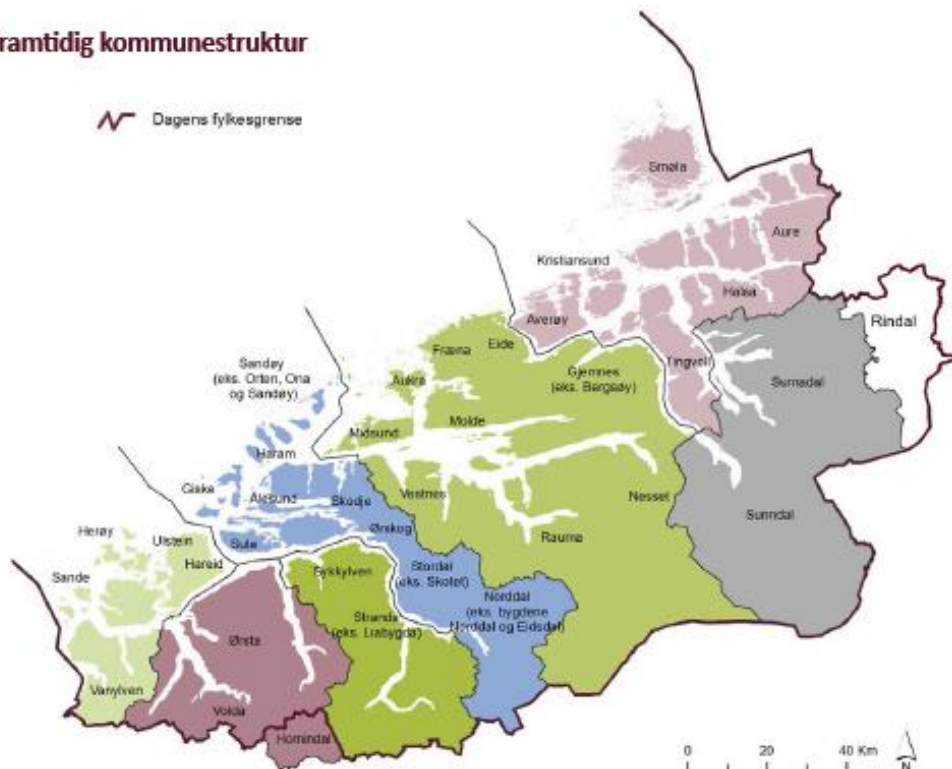 ramtidig kommunestruktur
Dagens fylkesgrense
Smøla
Aure
Kristiansund
Halsa
Averøy
Rindal
Eide
Fræna
Tingvoll
Sandøy
(eks. Orten, Ona
og Sandøy)
Gjemnes
(eks. Bergsøy)
Surnadal
Aukra
Molde
Midsund
Haram
Giske
Ålesund
Skodje
Vestnes
Nesset
Sunndal
Herøy
Ulstein
Ørskog
Rauma
Sula
Hareid
Stordal
(eks. Skotet)
Sande
Sykkylven
Norddal
(eks. bygdene
Norddal og Eidsdal)
Stranda
(eks. Liabygda)
Ørsta
Vanylven
Volda
Hornindal
0 20 40 Km
N